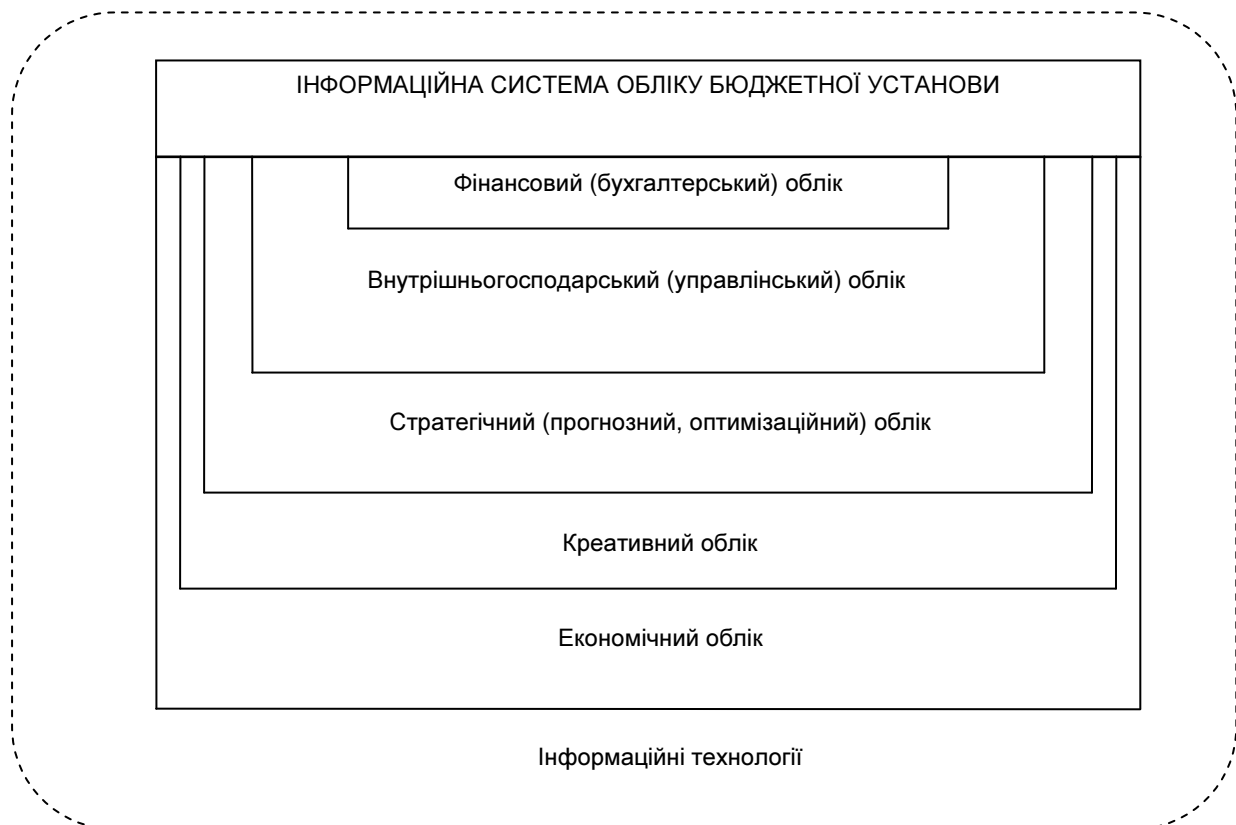 ІНФОРМАЦІЙНА СИСТЕМА ОБЛІКУ БЮДЖЕТНОЇ УСТАНОВИ
Фінансовий (бухгалтерський) облік
Внутрішньогосподарський (управлінський) облік
Стратегічний (прогнозний, оптимізаційний) облік
Креативний облік
Економічний облік
Інформаційні технології